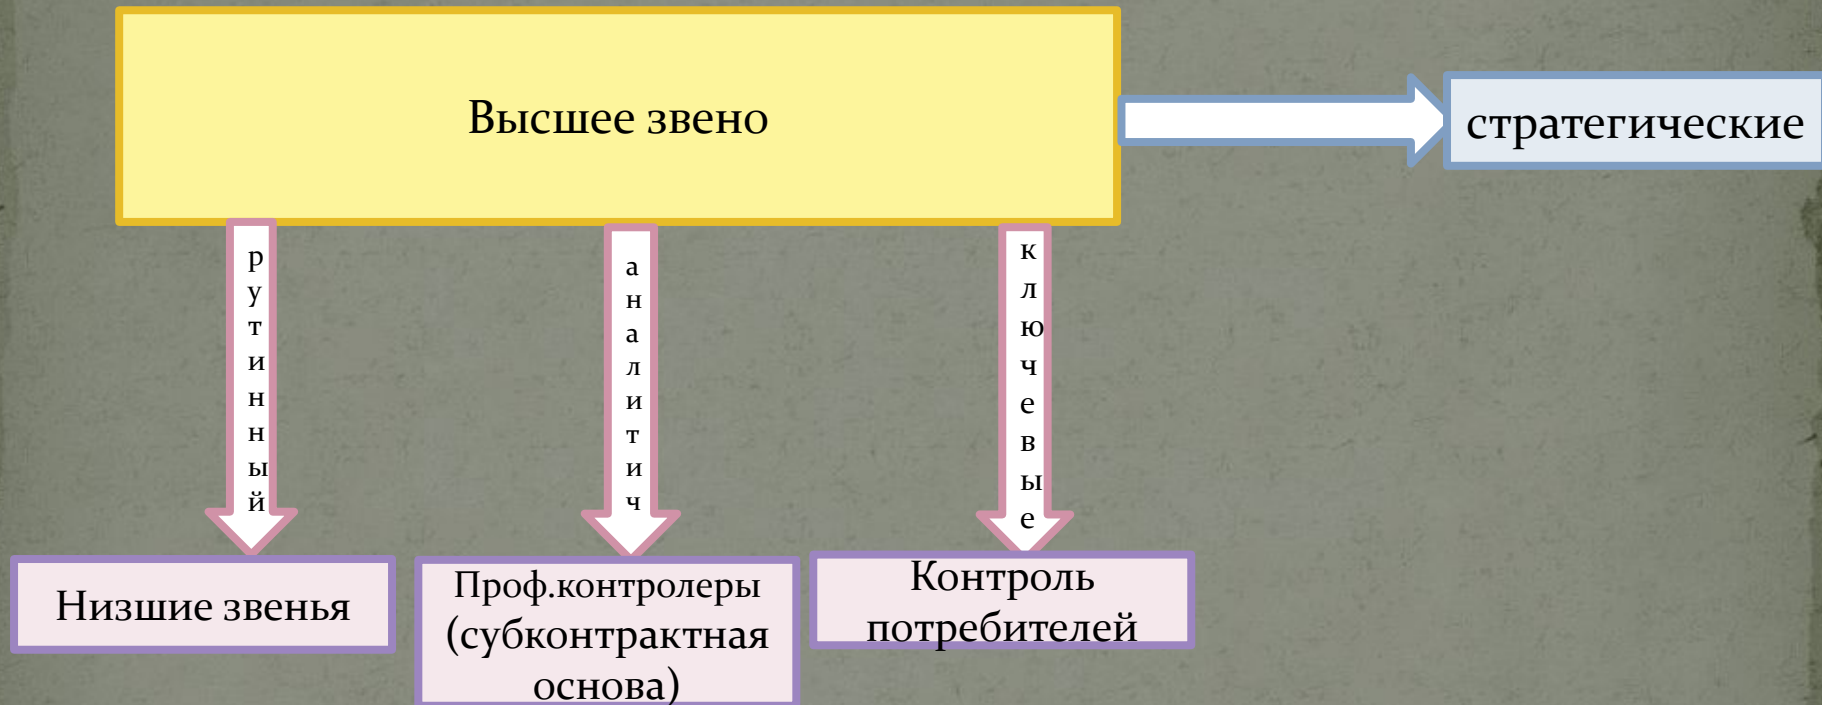 Высшее звено
стратегические
рутинный
аналитич
ключевые
Низшие звенья
Проф.контролеры
(субконтрактная
основа)
Контроль
потребителей